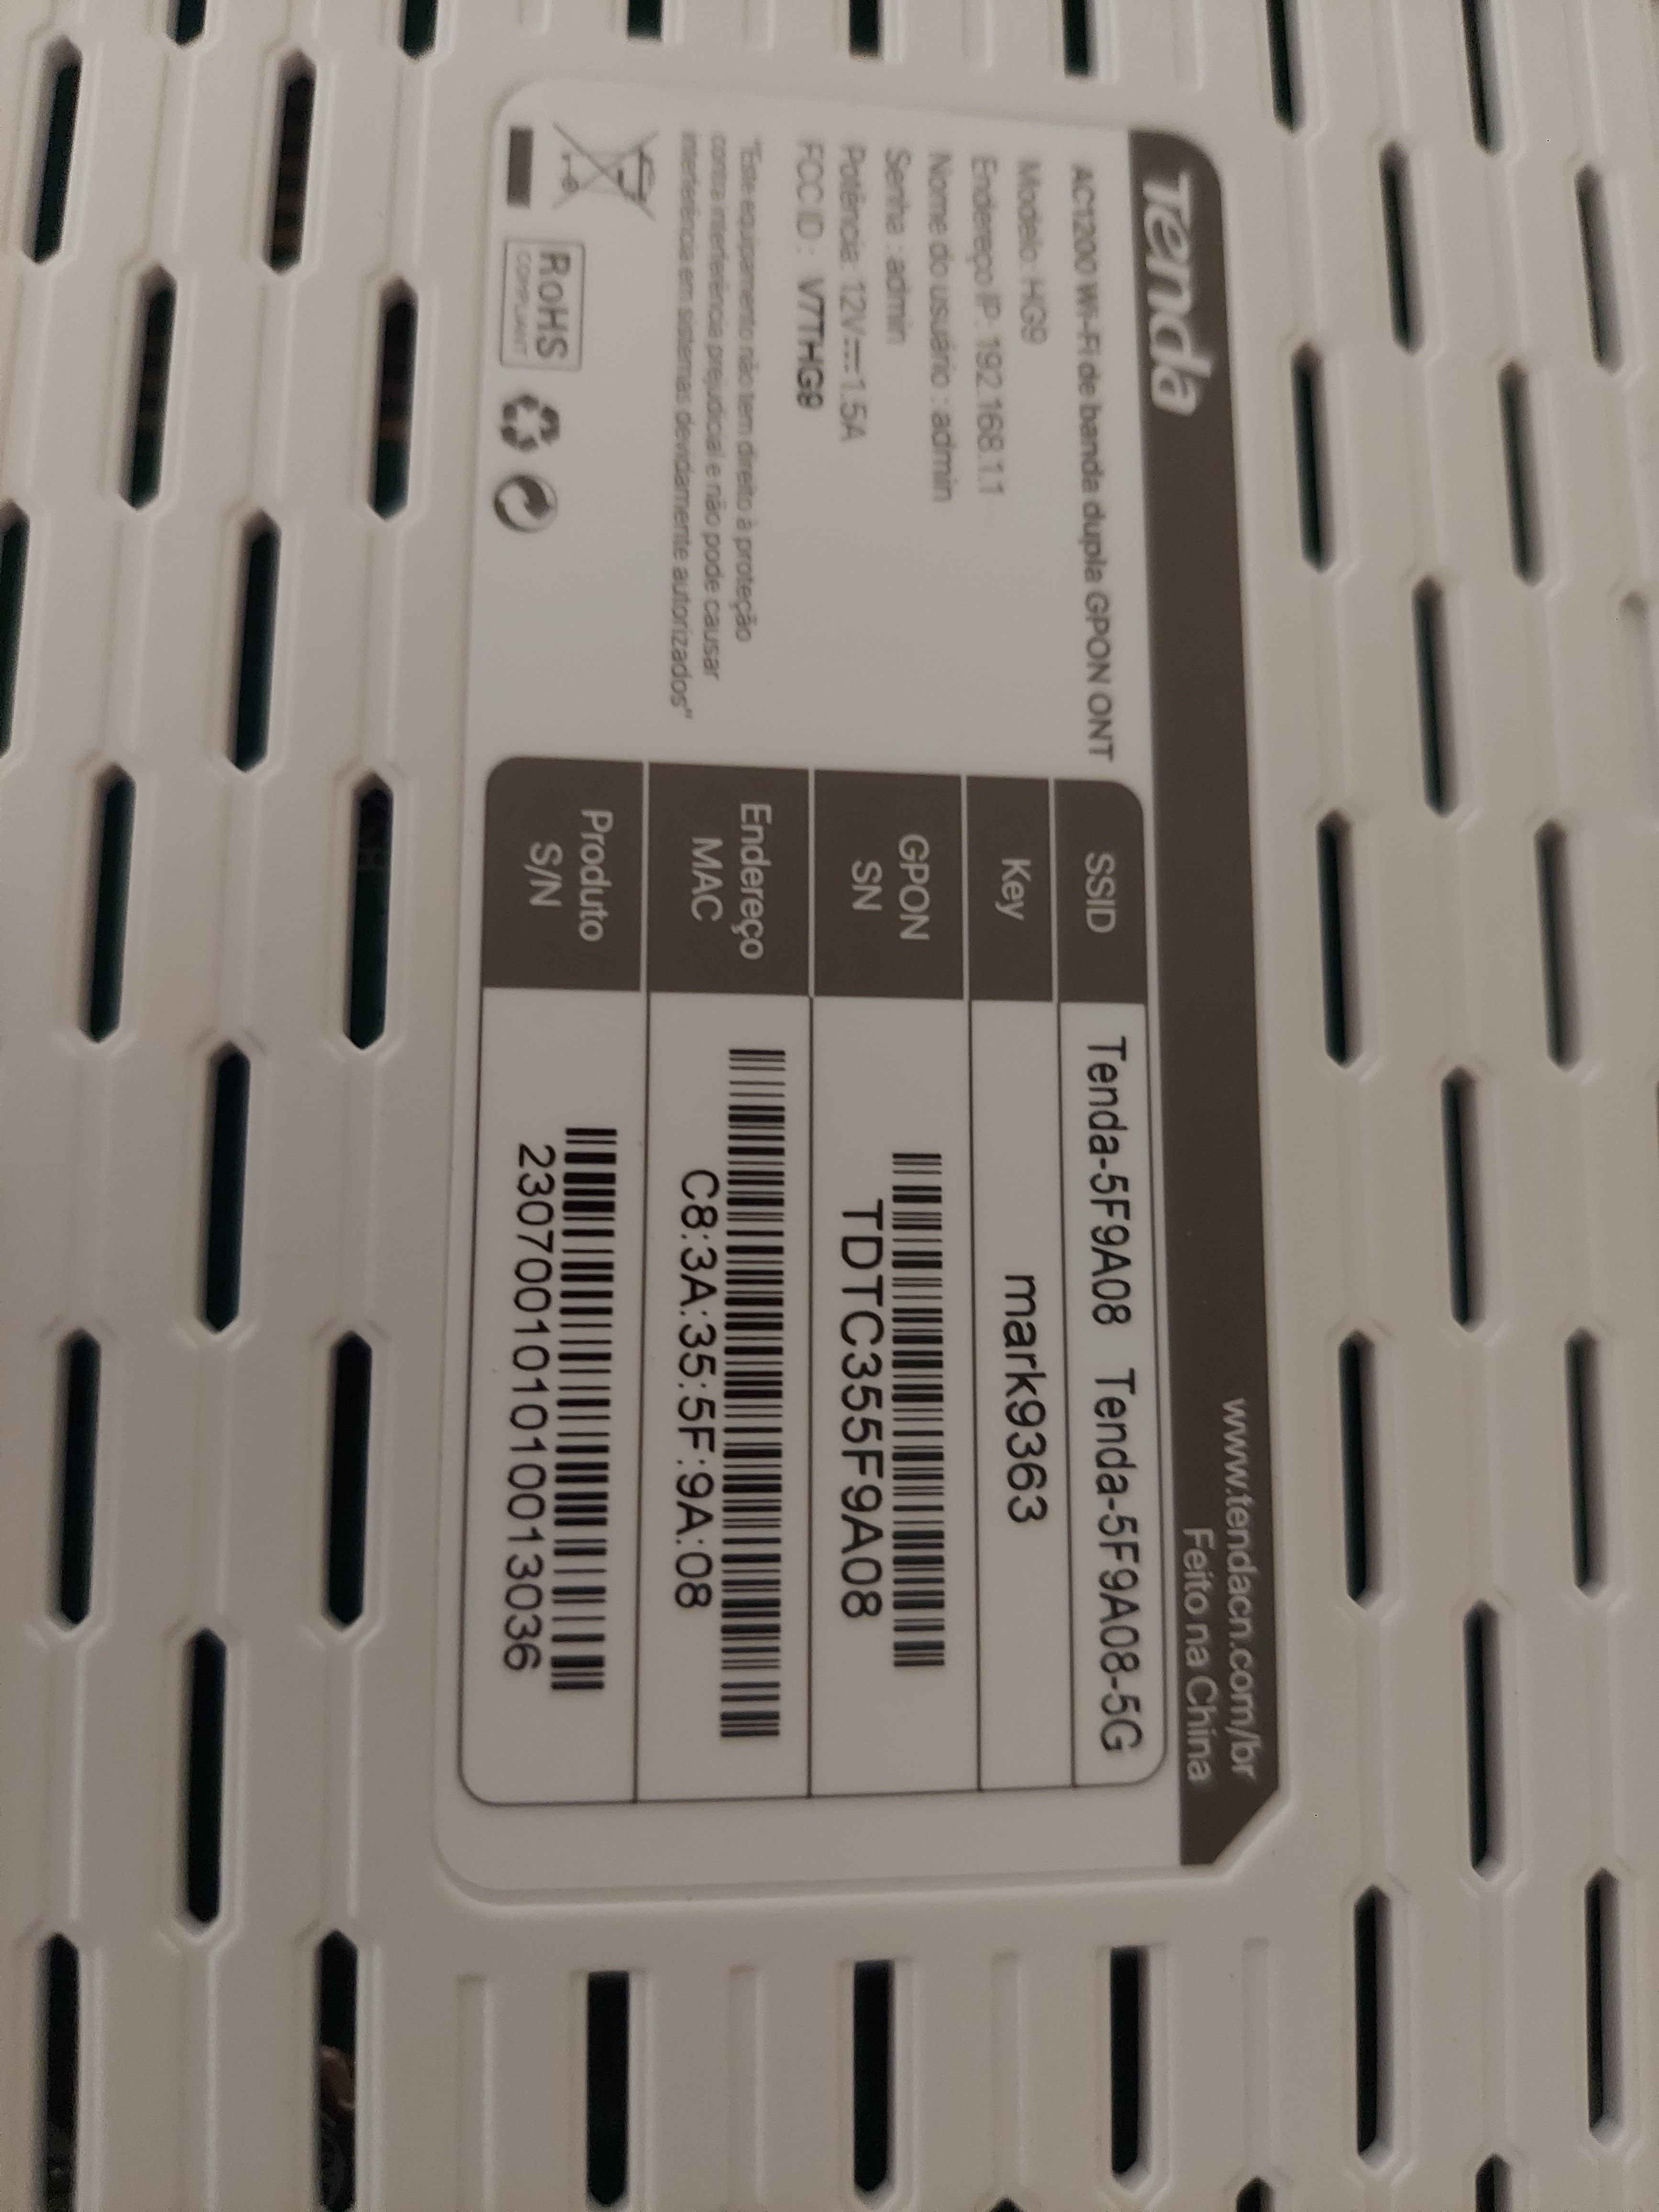 Tenda
www.tendacn.com/br
Feito na China
AC1200 Wi-Fi de banda dupla GPON ONT
Modelo: HG9
Endereço IP: 192.168.1.1
Nome do usuário : admin
Senha : admin
Potência: 12V⎓1.5A
FCC ID : V7THG9
"Este equipamento não tem direito à proteção
contra interferência prejudicial e não pode causar
interferência em sistemas devidamente autorizados"
RoHS
COMPLIANT
SSID
Tenda-5F9A08 Tenda-5F9A08-5G
Key
mark9363
GPON
SN
TDTC355F9A08
Endereço
MAC
C8:3A:35:5F:9A:08
Produto
S/N
230700101010013036